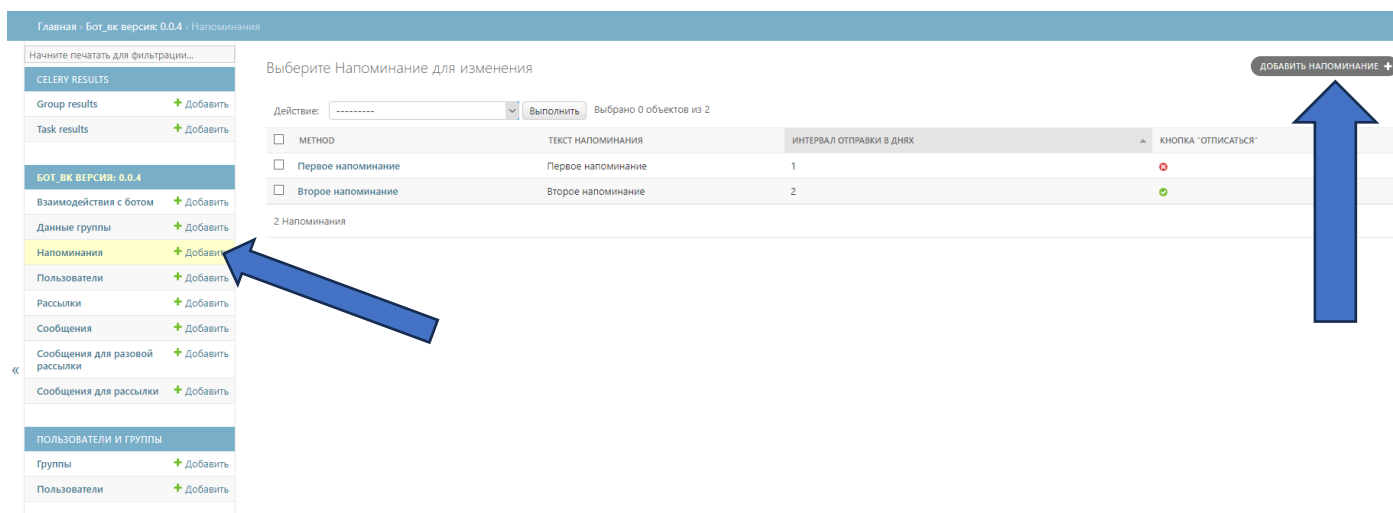 Главная › Бот_вк версия: 0.0.4 › Напоминания
Начните печатать для фильтрации...
CELERY RESULTS
Group results + Добавить
Task results + Добавить
БОТ_ВК ВЕРСИЯ: 0.0.4
Взаимодействия с ботом + Добавить
Данные группы + Добавить
Напоминания + Добавить
Пользователи + Добавить
Рассылки + Добавить
Сообщения + Добавить
Сообщения для разовой + Добавить
рассылки
Сообщения для рассылки + Добавить
ПОЛЬЗОВАТЕЛИ И ГРУППЫ
Группы + Добавить
Пользователи + Добавить
«
Выберите Напоминание для изменения
ДОБАВИТЬ НАПОМИНАНИЕ +
Действие: --------- Выполнить Выбрано 0 объектов из 2
МЕТНОD ТЕКСТ НАПОМИНАНИЯ ИНТЕРВАЛ ОТПРАВКИ В ДНЯХ КНОПКА "ОТПИСАТЬСЯ"
Первое напоминание Первое напоминание 1
Второе напоминание Второе напоминание 2
2 Напоминания